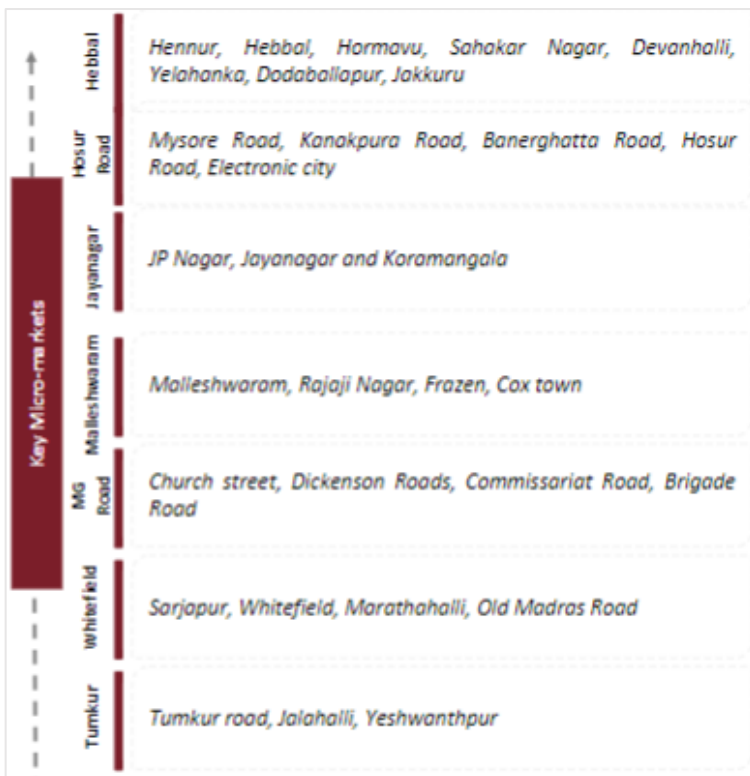 Key Micro-markets
Hebbal
Hennur, Hebbal, Hormavu, Sahakar Nagar, Devanhalli,
Yelahanka, Dodaballapur, Jakkuru
Hosur
Road
Mysore Road, Kanakpura Road, Banerghatta Road, Hosur
Road, Electronic city
Jayanagar
JP Nagar, Jayanagar and Koramangala
Malleshwaram
Malleshwaram, Rajaji Nagar, Frazen, Cox town
MG
Road
Church street, Dickenson Roads, Commissariat Road, Brigade
Road
Whitefield
Sarjapur, Whitefield, Marathahalli, Old Madras Road
Tumkur
Tumkur road, Jalahalli, Yeshwanthpur